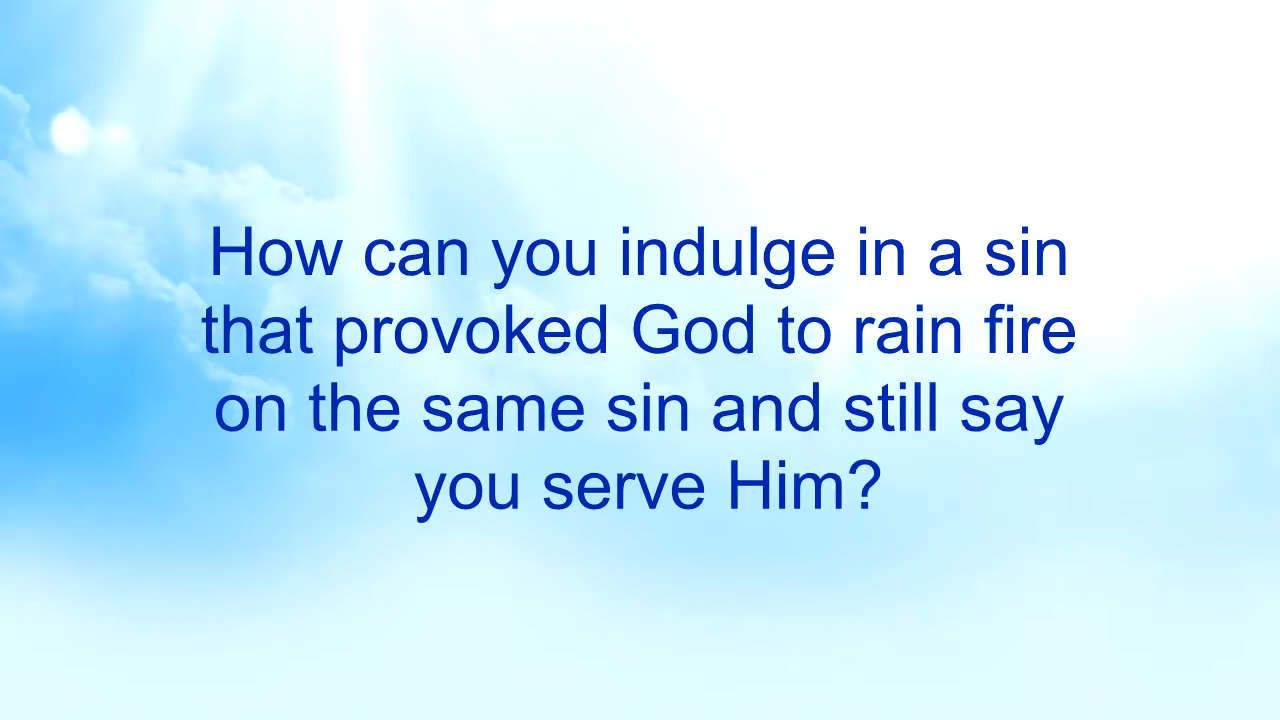 How can you indulge in a sin
that provoked God to rain fire
on the same sin and still say
you serve Him?